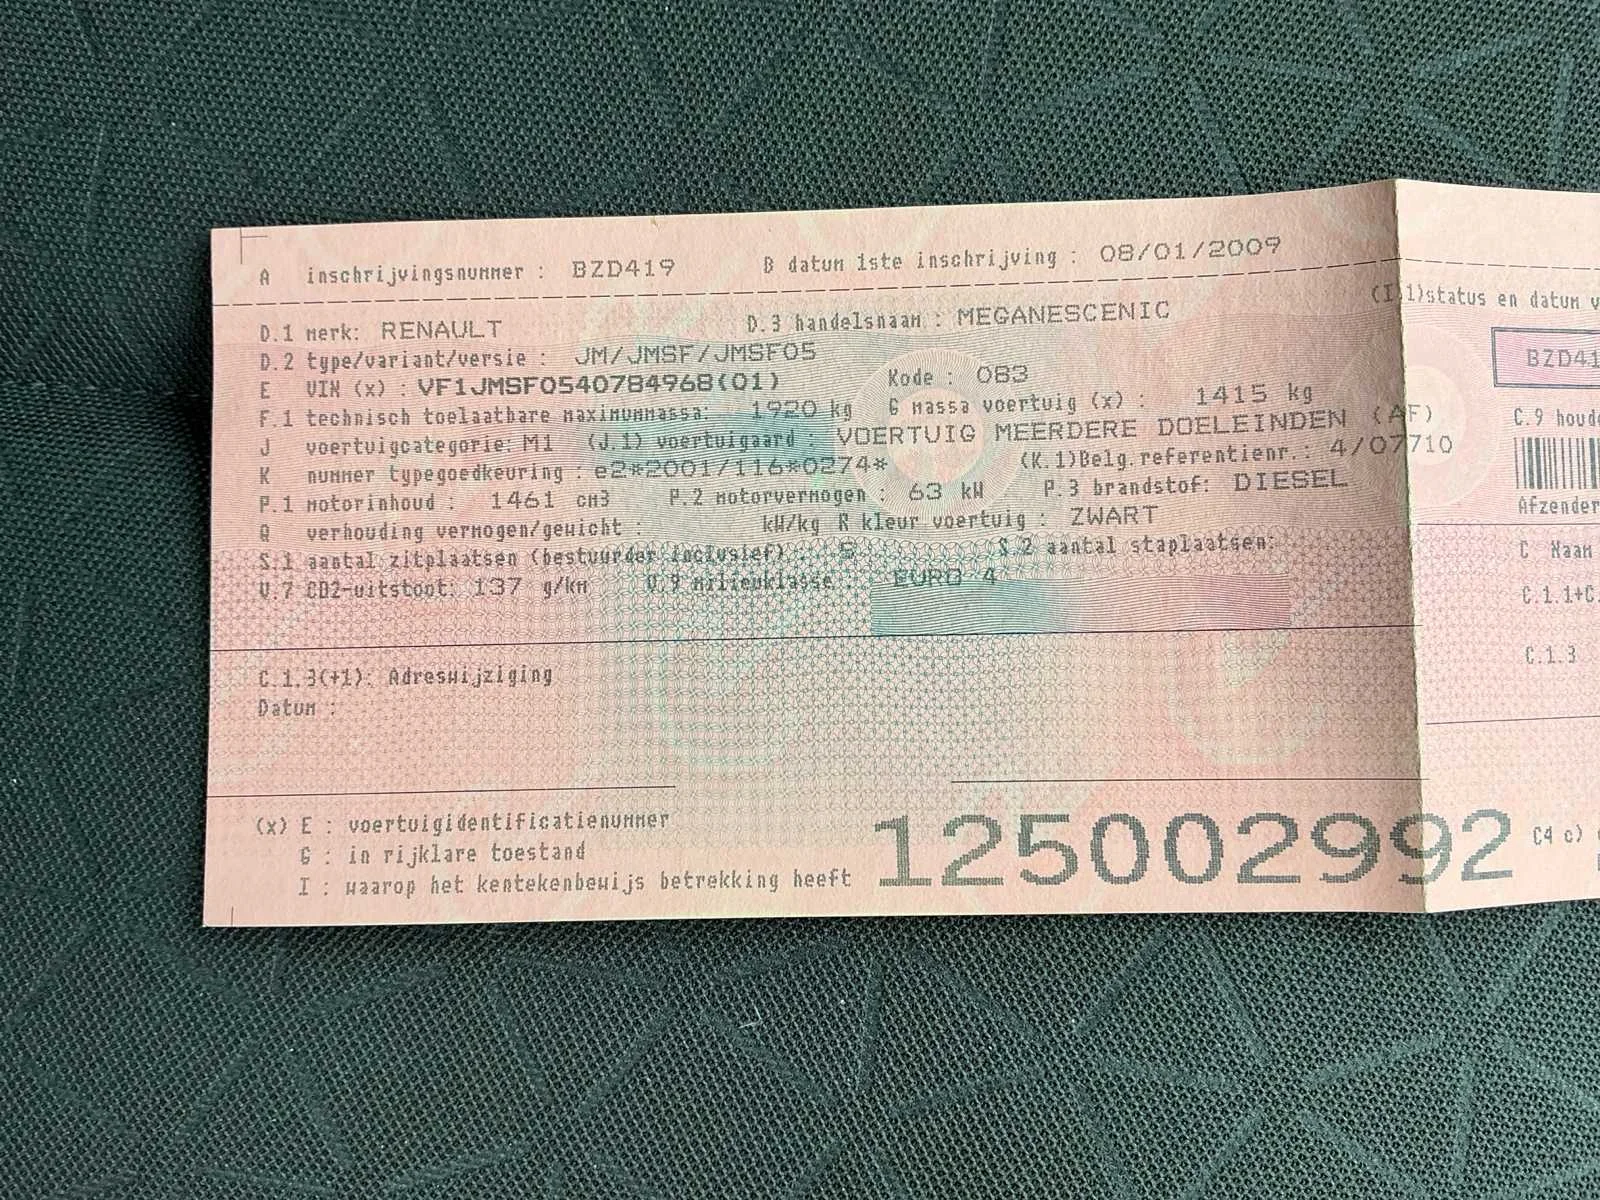 A inschrijvingsnummer : BZD419 B datum 1ste inschrijving : 08/01/2009
D.1 merk: RENAULT D.3 handelsnaam : MEGANESCENIC
D.2 type/variant/versie : JM/JMSF/JMSF05
E VIN (x) : VF1JMSF0540784968(01) Kode : 083
F.1 technisch toelaatbare maximummassa: 1920 kg G massa voertuig (x) : 1415 kg
J voertuigcategorie: M1 (J.1) voertuigaard : VOERTUIG MEERDERE DOELEINDEN (AF)
K nummer typegoedkeuring : e2*2001/116*0274* (K.1)Belg.referentienr.: 4/07710
P.1 motorinhoud : 1461 cm3 P.2 motorvermogen : 63 kW P.3 brandstof: DIESEL
Q verhouding vermogen/gewicht : kW/kg R kleur voertuig : ZWART
S.1 aantal zitplaatsen (bestuurder inclusief) : 5 S.2 aantal staplaatsen:
V.7 CO2-uitstoot: 137 g/km V.9 milieuklasse EURO 4
C.1.3(+1): Adreswijziging
Datum :
(x) E : voertuigidentificatienummer
G : in rijklare toestand
I : waarop het kentekenbewijs betrekking heeft
125002992
(I.1)status en datum v
BZD41
C.9 houde
Afzender
C Naam
C.1.1+C.
C.1.3
C4 c)